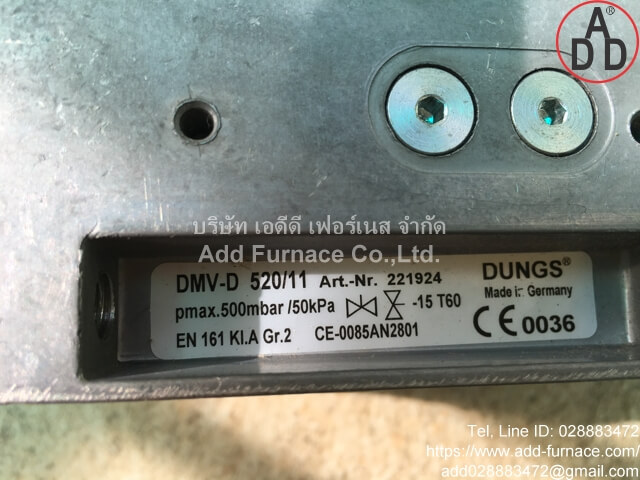 ADD
บริษัท เอดีดี เฟอร์เนส จำกัด
Add Furnace Co.,Ltd.
DMV-D 520/11 Art.-Nr. 221924
DUNGS®
pmax.500mbar /50kPa -15 T60
Made in Germany
EN 161 Kl.A Gr.2 CE-0085AN2801
CE 0036
Tel, Line ID: 028883472
https://www.add-furnace.com/
add028883472@gmail.com